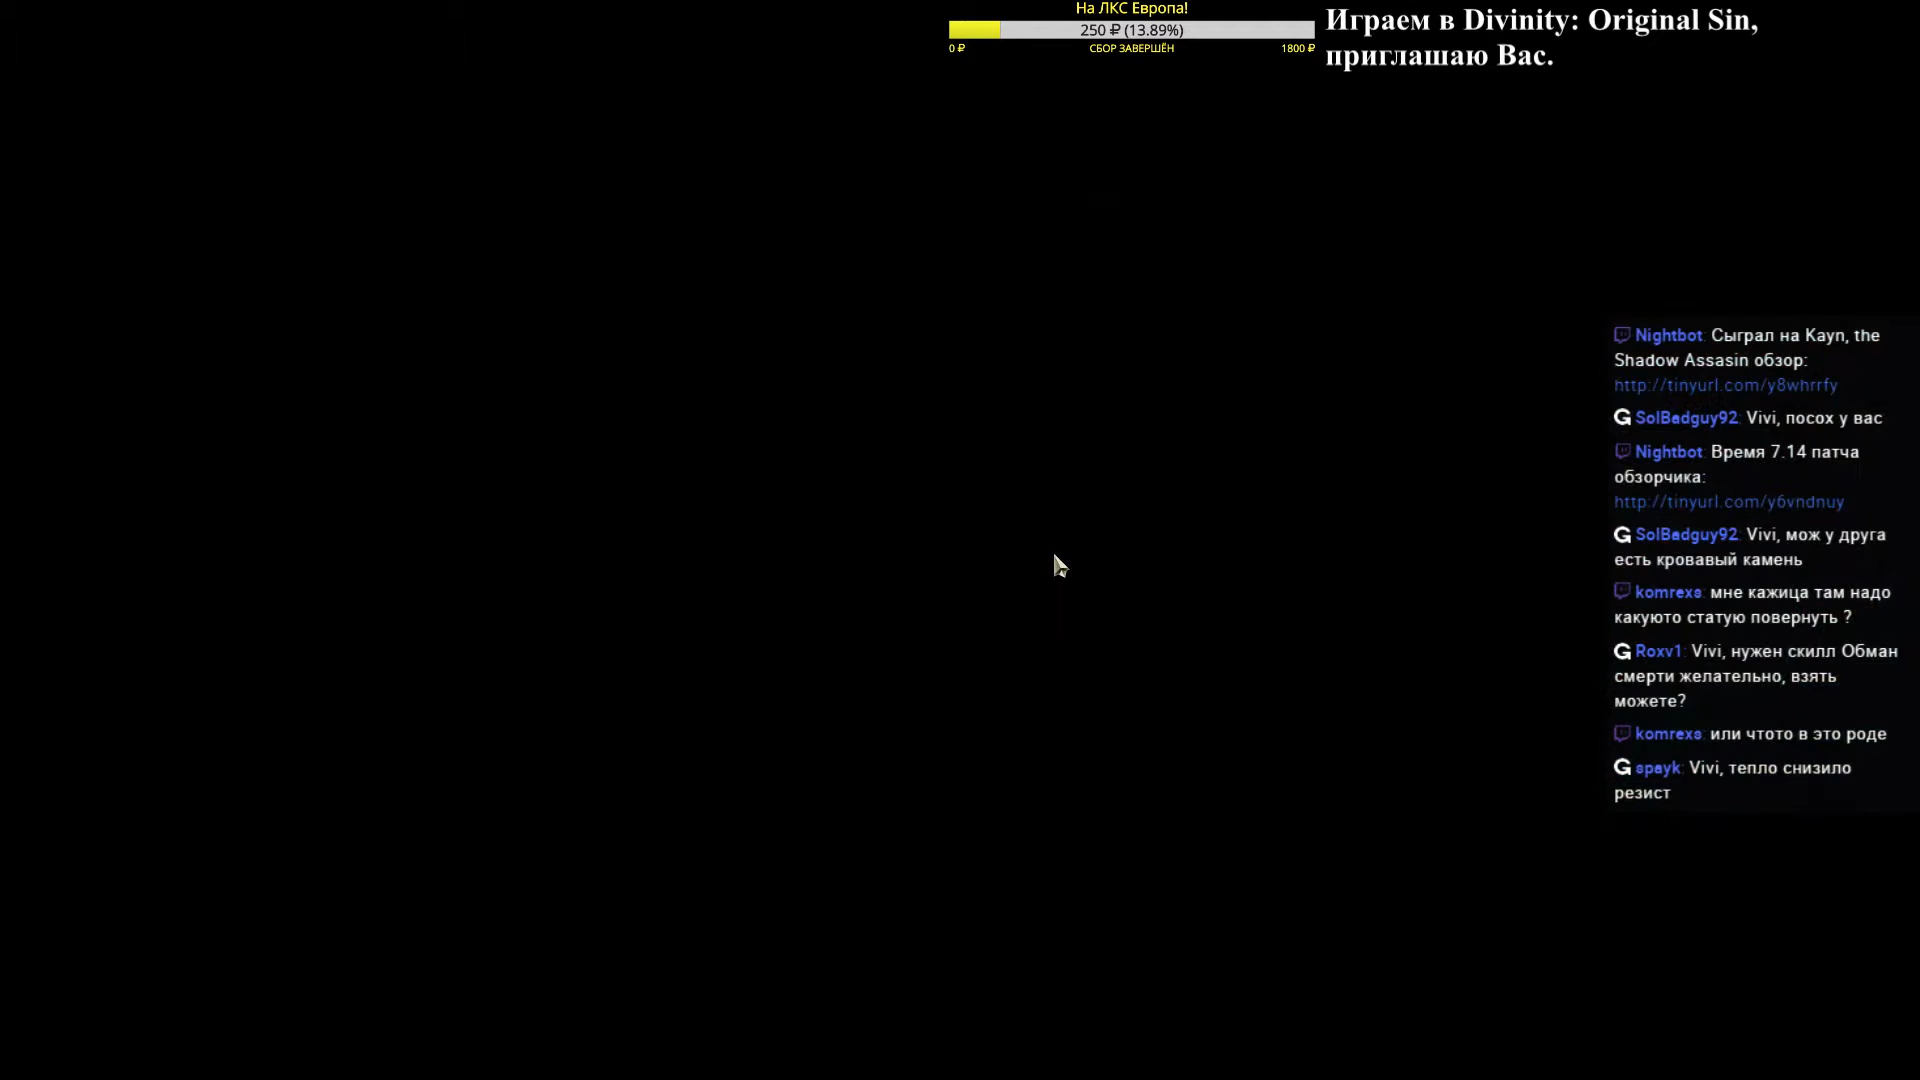 На ЛКС Европа!
250 ₽ (13.89%)
0 ₽ СБОР ЗАВЕРШЁН 1800 ₽
Играем в Divinity: Original Sin,
приглашаю Вас.
Nightbot: Сыграл на Kayn, the
Shadow Assasin обзор:
http://tinyurl.com/y8whrrfy
SolBadguy92: Vivi, посох у вас
Nightbot: Время 7.14 патча
обзорчика:
http://tinyurl.com/y6vndnuy
SolBadguy92: Vivi, мож у друга
есть кровавый камень
komrexs: мне кажица там надо
какуюто статую повернуть ?
Roxv1: Vivi, нужен скилл Обман
смерти желательно, взять
можете?
komrexs: или чтото в это роде
spayk: Vivi, тепло снизило
резист